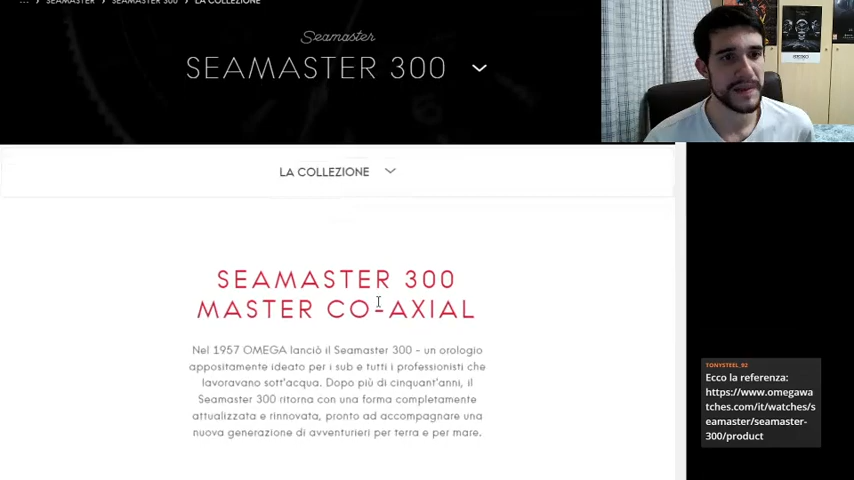 SEAMASTER
SEAMASTER 300
LA COLLEZIONE
Seamaster
SEAMASTER 300
LA COLLEZIONE
SEAMASTER 300
MASTER CO-AXIAL
Nel 1957 OMEGA lanciò il Seamaster 300 - un orologio
appositamente ideato per i sub e tutti i professionisti che
lavoravano sott'acqua. Dopo più di cinquant'anni, il
Seamaster 300 ritorna con una forma completamente
attualizzata e rinnovata, pronto ad accompagnare una
nuova generazione di avventurieri per terra e per mare.
SEIKO
TONYSTEEL_92
Ecco la referenza:
https://www.omegawa
tches.com/it/watches/s
eamaster/seamaster-
300/product